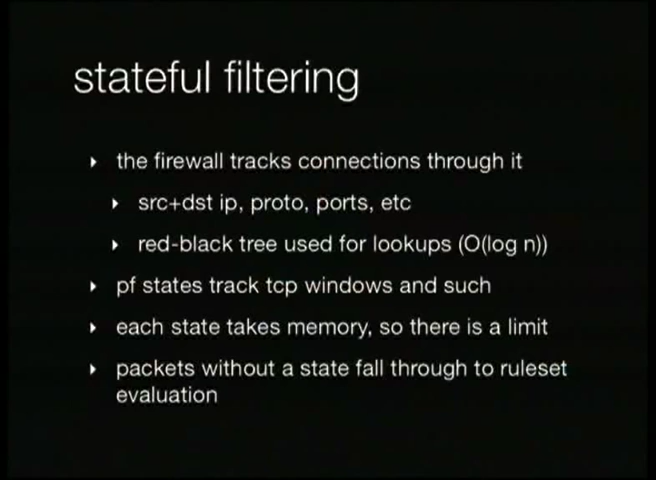 stateful filtering
the firewall tracks connections through it
src+dst ip, proto, ports, etc
red-black tree used for lookups (O(log n))
pf states track tcp windows and such
each state takes memory, so there is a limit
packets without a state fall through to ruleset
evaluation